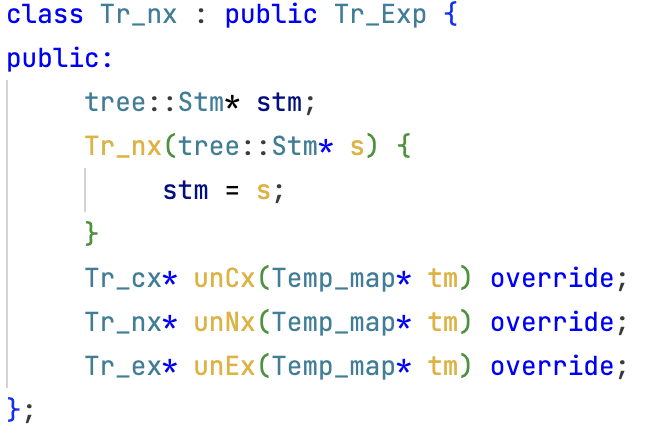 class Tr_nx : public Tr_Exp {
public:
    tree::Stm* stm;
    Tr_nx(tree::Stm* s) {
        stm = s;
    }
    Tr_cx* unCx(Temp_map* tm) override;
    Tr_nx* unNx(Temp_map* tm) override;
    Tr_ex* unEx(Temp_map* tm) override;
};